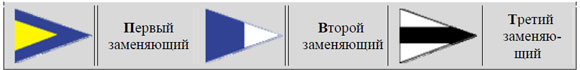 Первый
заменяющий
Второй
заменяющий
Третий
заменяю-
щий